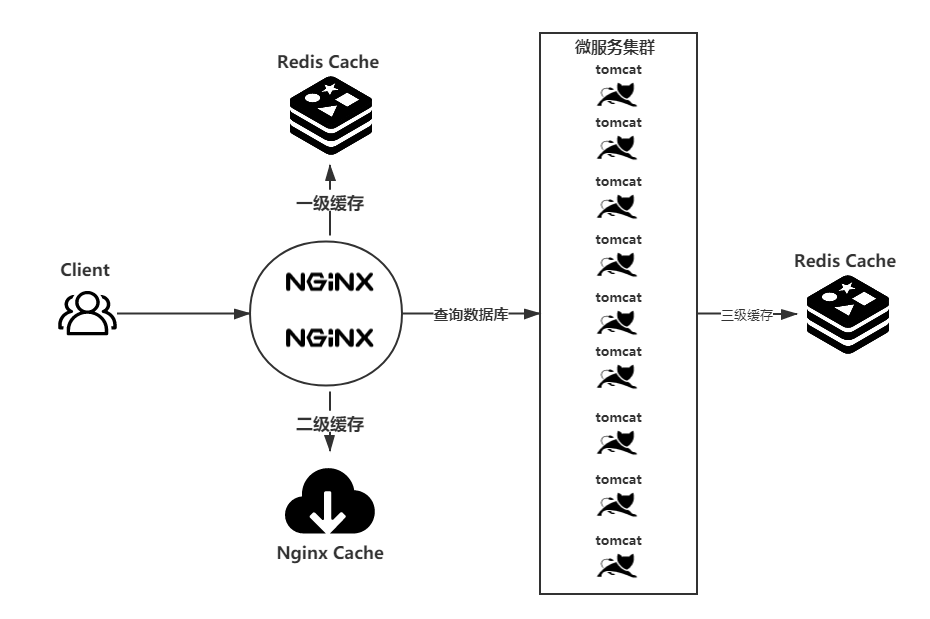 Redis Cache
一级缓存
Client
NGiNX
NGiNX
二级缓存
Nginx Cache
查询数据库
微服务集群
tomcat
tomcat
tomcat
tomcat
tomcat
tomcat
tomcat
tomcat
tomcat
三级缓存
Redis Cache